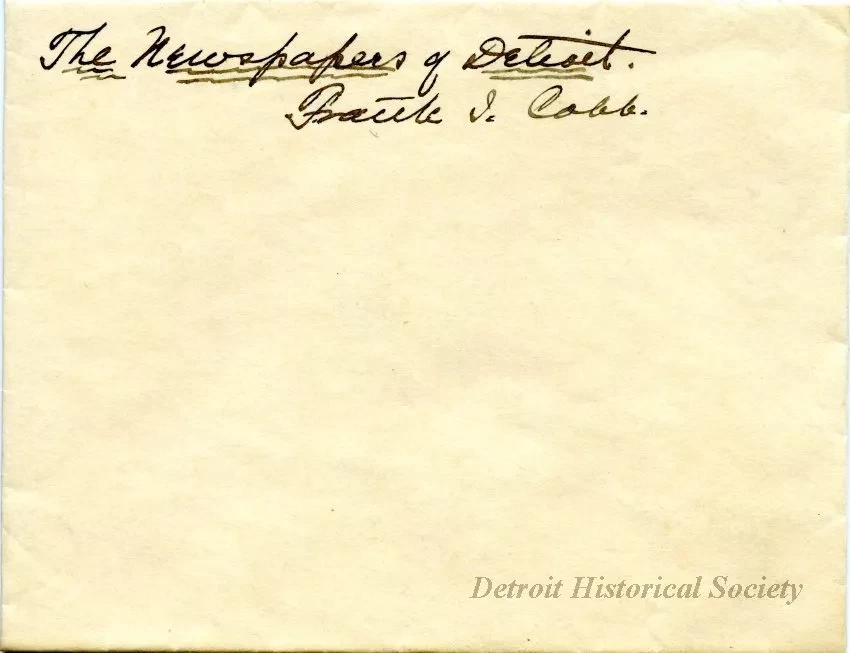 The Newspapers of Detroit.
Frank I. Cobb.
Detroit Historical Society